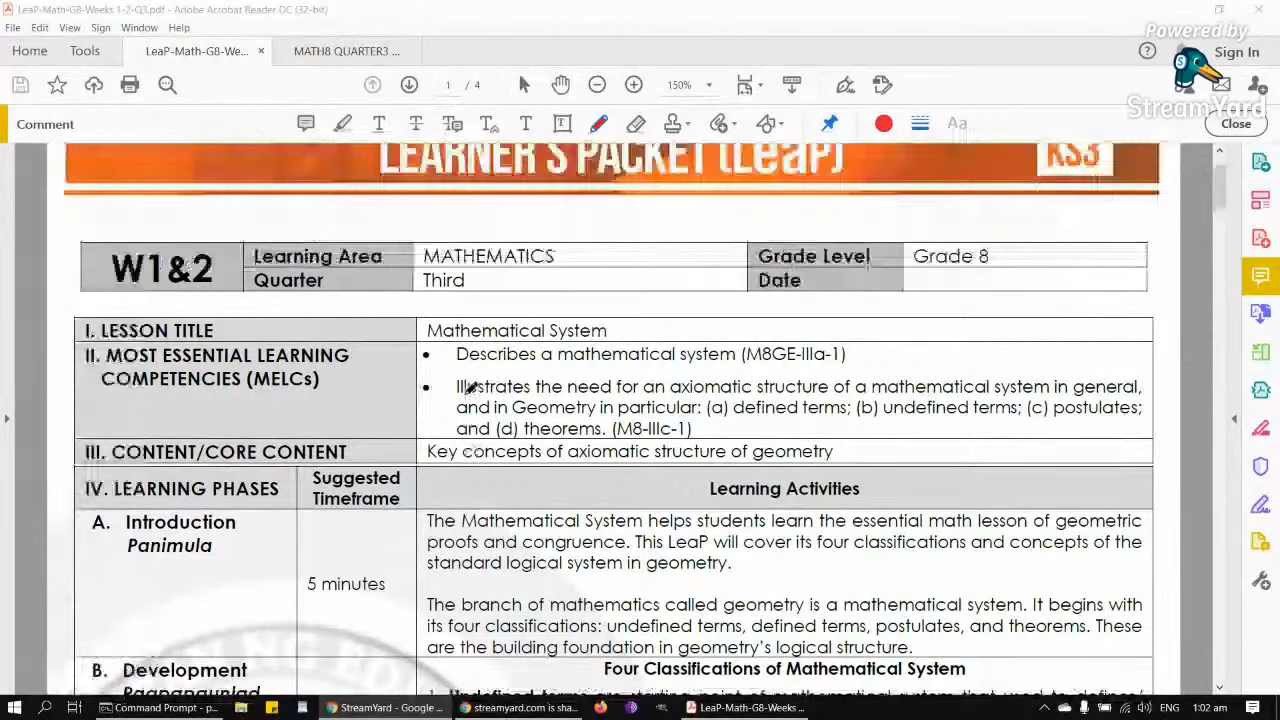 LeaP-Math-G8-Weeks 1-2-Q3.pdf - Adobe Acrobat Reader DC (32-bit)
File Edit View Sign Window Help
Powered by
StreamYard
Home Tools LeaP-Math-G8-We... × MATH8 QUARTER3 ... Sign In
1 / 4 150%
Comment Close
LEARNER'S PACKET (LeaP) KS3
W1&2 Learning Area MATHEMATICS Grade Level Grade 8
Quarter Third Date
I. LESSON TITLE Mathematical System
II. MOST ESSENTIAL LEARNING COMPETENCIES (MELCs)
• Describes a mathematical system (M8GE-IIIa-1)
• Illustrates the need for an axiomatic structure of a mathematical system in general,
and in Geometry in particular: (a) defined terms; (b) undefined terms; (c) postulates;
and (d) theorems. (M8-IIIc-1)
III. CONTENT/CORE CONTENT Key concepts of axiomatic structure of geometry
IV. LEARNING PHASES Suggested Timeframe Learning Activities
A. Introduction
Panimula
5 minutes
The Mathematical System helps students learn the essential math lesson of geometric
proofs and congruence. This LeaP will cover its four classifications and concepts of the
standard logical system in geometry.
The branch of mathematics called geometry is a mathematical system. It begins with
its four classifications: undefined terms, defined terms, postulates, and theorems. These
are the building foundation in geometry's logical structure.
B. Development
Four Classifications of Mathematical System
Command Prompt - p... StreamYard - Google ... streamyard.com is sha... LeaP-Math-G8-Weeks ... ENG 1:02 am